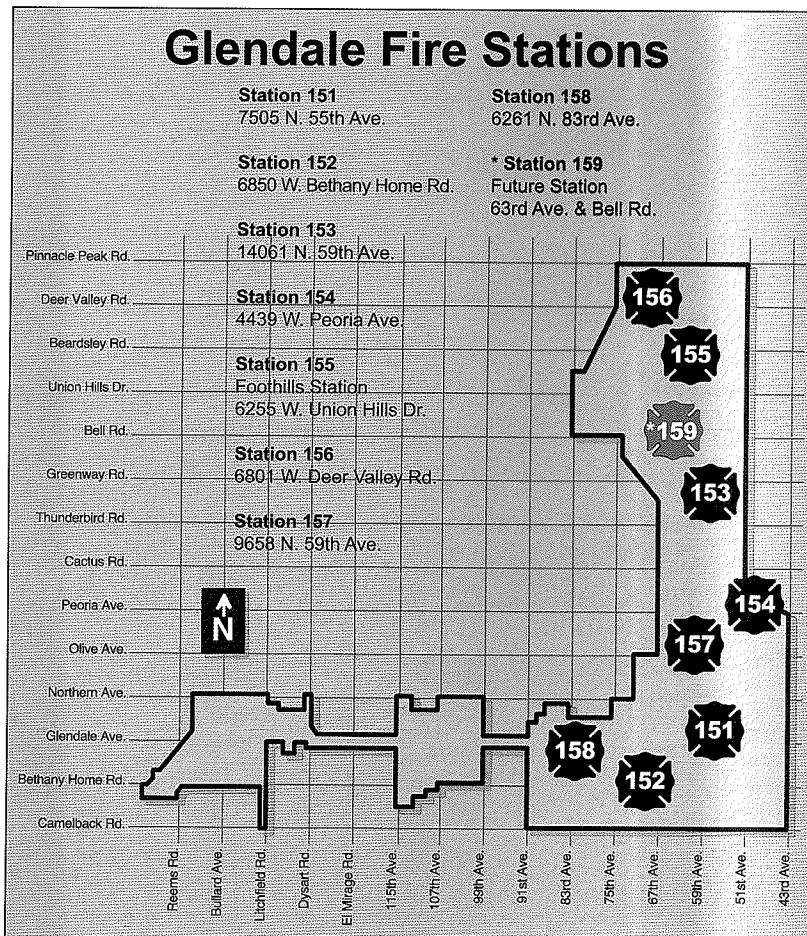 Glendale Fire Stations
Station 151
7505 N. 55th Ave.
Station 152
6850 W. Bethany Home Rd.
Station 153
14061 N. 59th Ave.
Station 154
4439 W. Peoria Ave.
Station 155
Foothills Station
6255 W. Union Hills Dr.
Station 156
6801 W. Deer Valley Rd.
Station 157
9658 N. 59th Ave.
Station 158
6261 N. 83rd Ave.
* Station 159
Future Station
63rd Ave. & Bell Rd.
Pinnacle Peak Rd.
Deer Valley Rd.
Beardsley Rd.
Union Hills Dr.
Bell Rd.
Greenway Rd.
Thunderbird Rd.
Cactus Rd.
Peoria Ave.
Olive Ave.
Northern Ave.
Glendale Ave.
Bethany Home Rd.
Camelback Rd.
N
156
155
*159
153
154
157
151
158
152
Reems Rd.
Bullard Ave.
Litchfield Rd.
Dysart Rd.
El Mirage Rd.
115th Ave.
107th Ave.
99th Ave.
91st Ave.
83rd Ave.
75th Ave.
67th Ave.
59th Ave.
51st Ave.
43rd Ave.